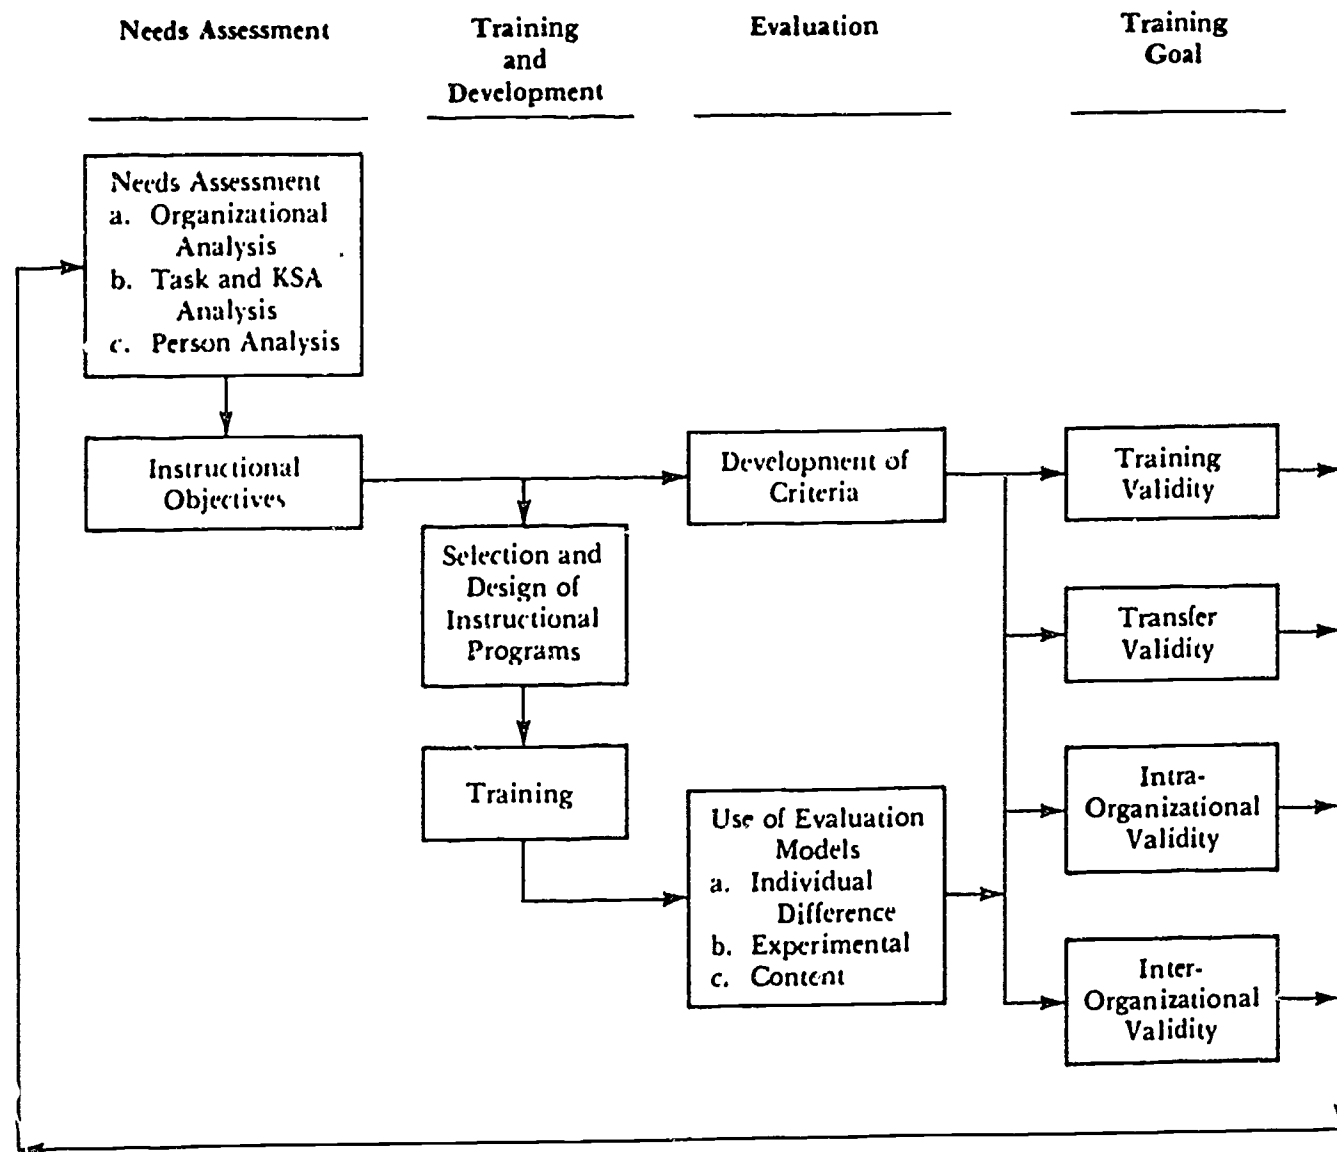 Needs Assessment
Training
and
Development
Evaluation
Training
Goal
Needs Assessment
a. Organizational
Analysis
b. Task and KSA
Analysis
c. Person Analysis
Instructional
Objectives
Selection and
Design of
Instructional
Programs
Training
Development of
Criteria
Use of Evaluation
Models
a. Individual
Difference
b. Experimental
c. Content
Training
Validity
Transfer
Validity
Intra-
Organizational
Validity
Inter-
Organizational
Validity